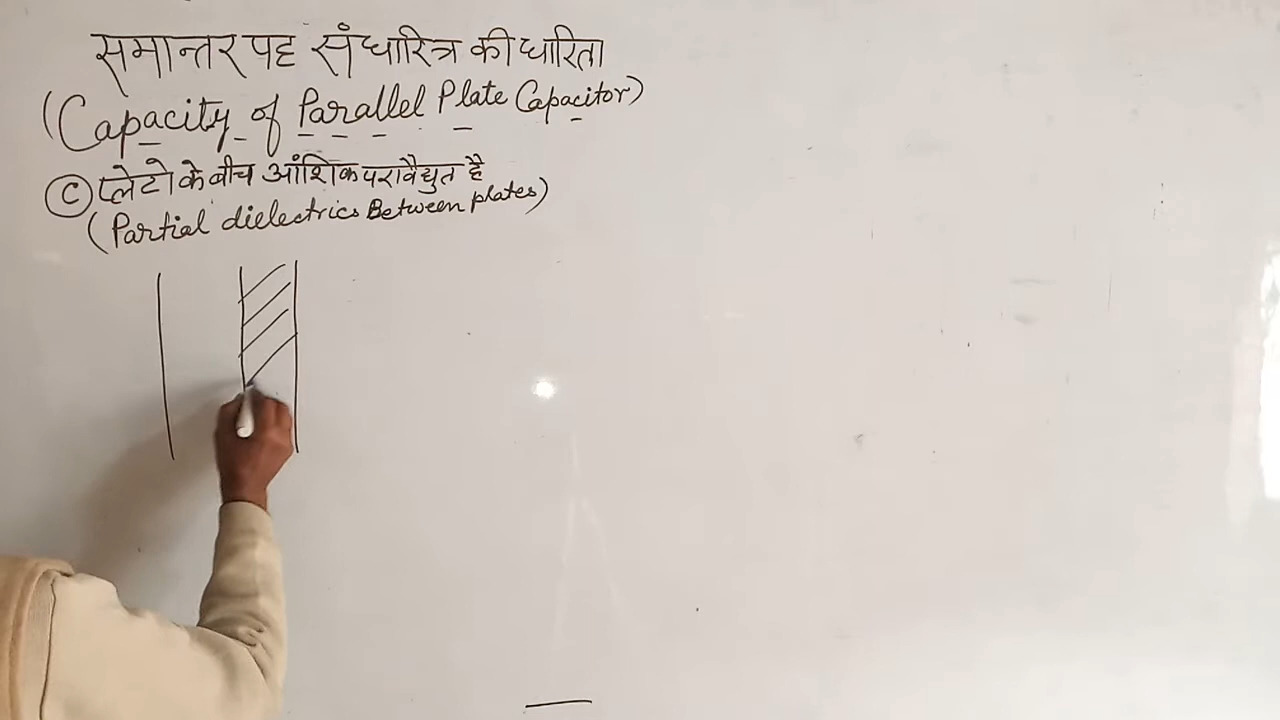 समान्तर पट्ट संधारित्र की धारिता
(Capacity of Parallel Plate Capacitor)
C प्लेटो के बीच आंशिक परावैद्युत है
(Partial dielectrics Between plates)